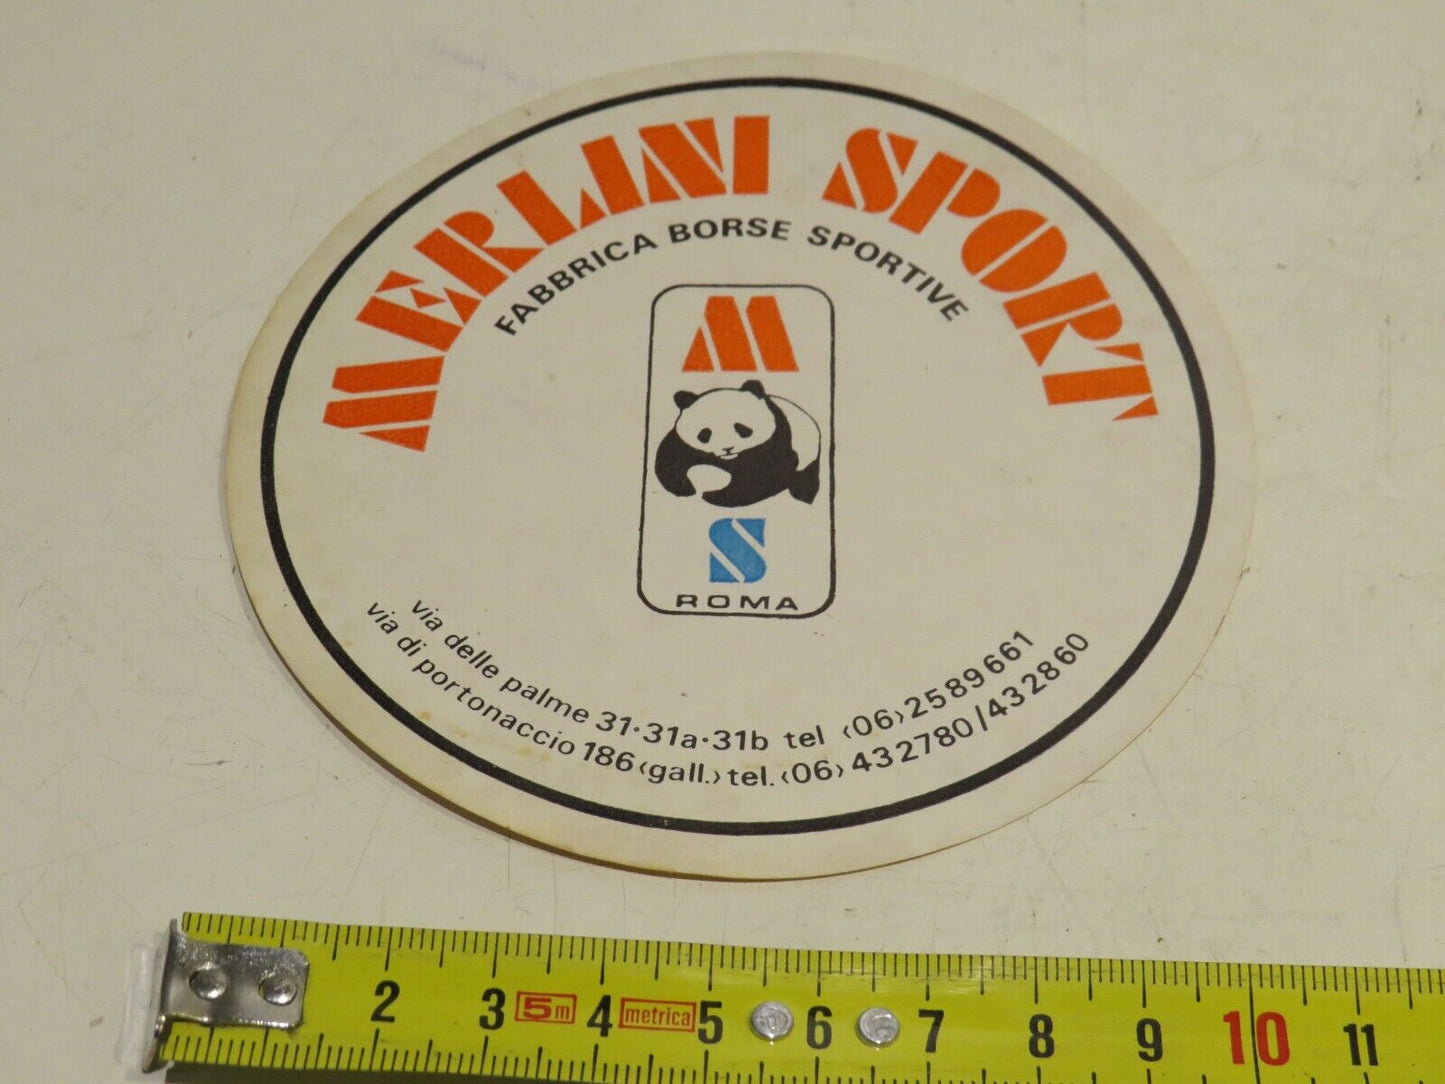 MERLINI SPORT
FABBRICA BORSE SPORTIVE
M
S
ROMA
via delle palme 31·31a·31b tel ‹06›2589661
via di portonaccio 186‹gall.›tel.‹06›432780/432860
2 3 5m 4 metrica 5 6 7 8 9 10 11